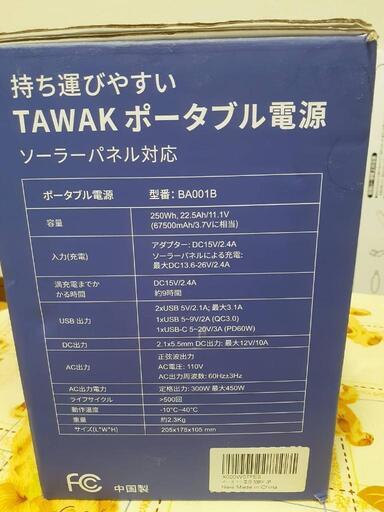 持ち運びやすい
TAWAK ポータブル電源
ソーラーパネル対応
ポータブル電源 型番: BA001B
容量 250Wh, 22.5Ah/11.1V
(67500mAh/3.7Vに相当)
入力(充電) アダプター: DC15V/2.4A
ソーラーパネルによる充電:
最大DC13.6-26V/2.4A
満充電までか
かる時間 DC15V/2.4A
約9時間
USB 出力 2xUSB 5V/2.1A; 最大3.1A
1xUSB 5~9V/2A (QC3.0)
1xUSB-C 5~20V/3A (PD60W)
DC出力 2.1x5.5mm DC出力: 最大12V/10A
AC出力 正弦波出力
AC電圧: 110V
AC出力周波数: 60Hz±3Hz
AC出力電力 定格出力: 300W 最大450W
ライフサイクル >500回
動作温度 -10°C~40°C
重量 約2.3Kg
サイズ(L*W*H) 205x175x105 mm
FC 中国製
New Made in China